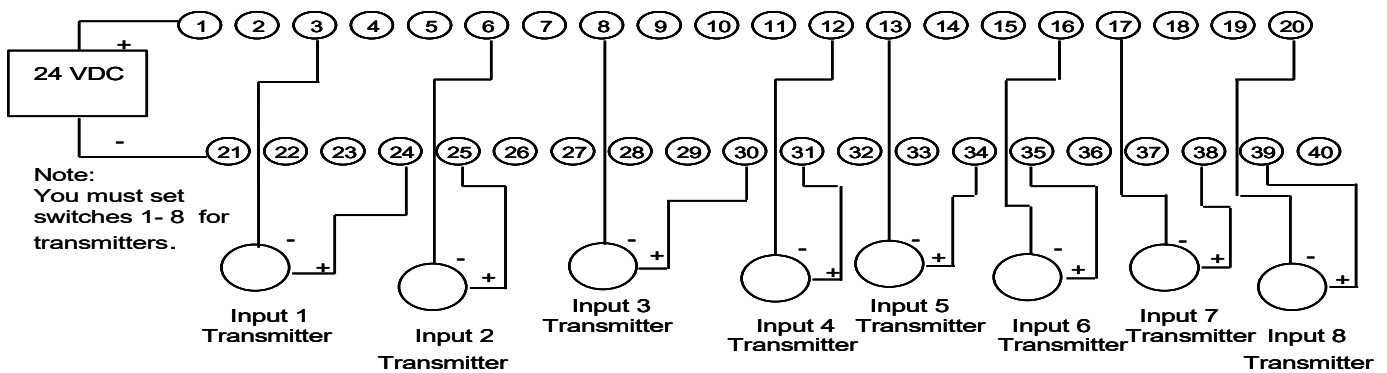 1 2 3 4 5 6 7 8 9 10 11 12 13 14 15 16 17 18 19 20
+
24 VDC
-
21 22 23 24 25 26 27 28 29 30 31 32 33 34 35 36 37 38 39 40
Note:
You must set
switches 1- 8 for
transmitters.
- +
Input 1
Transmitter
- +
Input 2
Transmitter
- +
Input 3
Transmitter
- +
Input 4
Transmitter
- +
Input 5
Transmitter
- +
Input 6
Transmitter
- +
Input 7
Transmitter
- +
Input 8
Transmitter